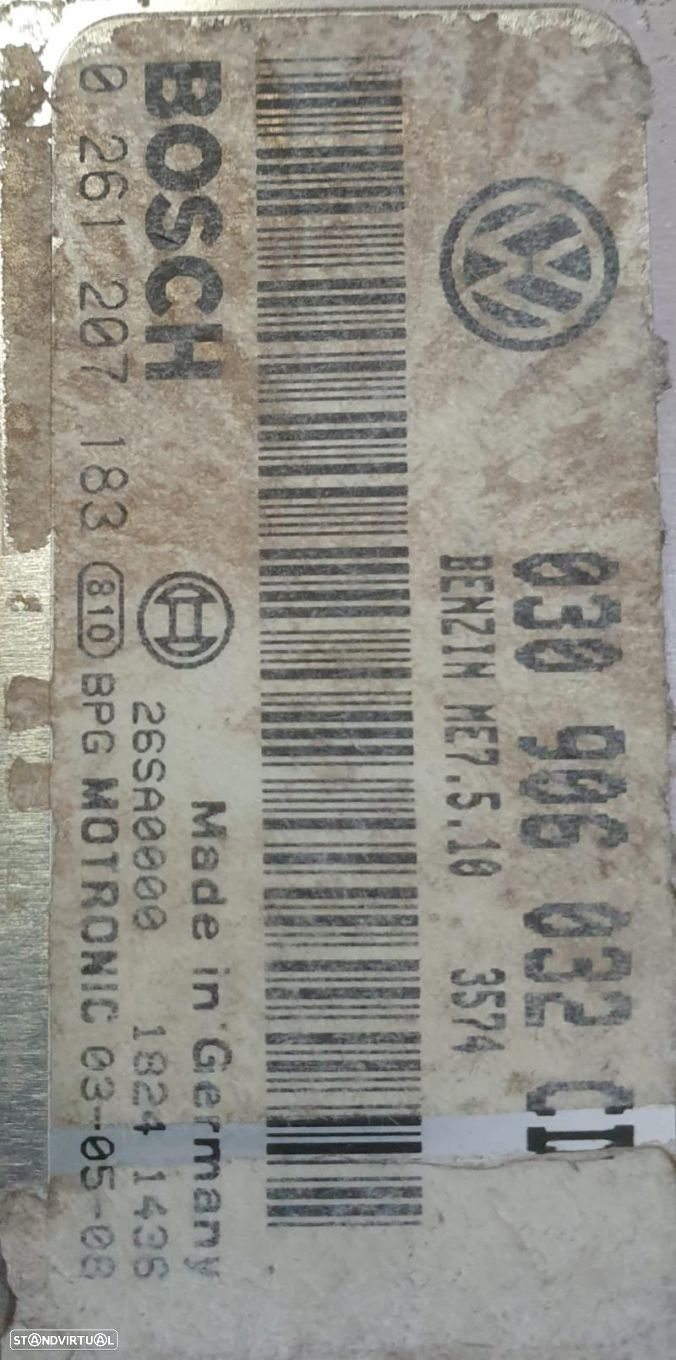 030 906 032 CI
BENZIN ME7.5.10 3574
BOSCH
Made in Germany
26SA0000 1824 1436
0 261 207 183 810 BPG MOTRONIC 03-05-08
STANDVIRTUAL